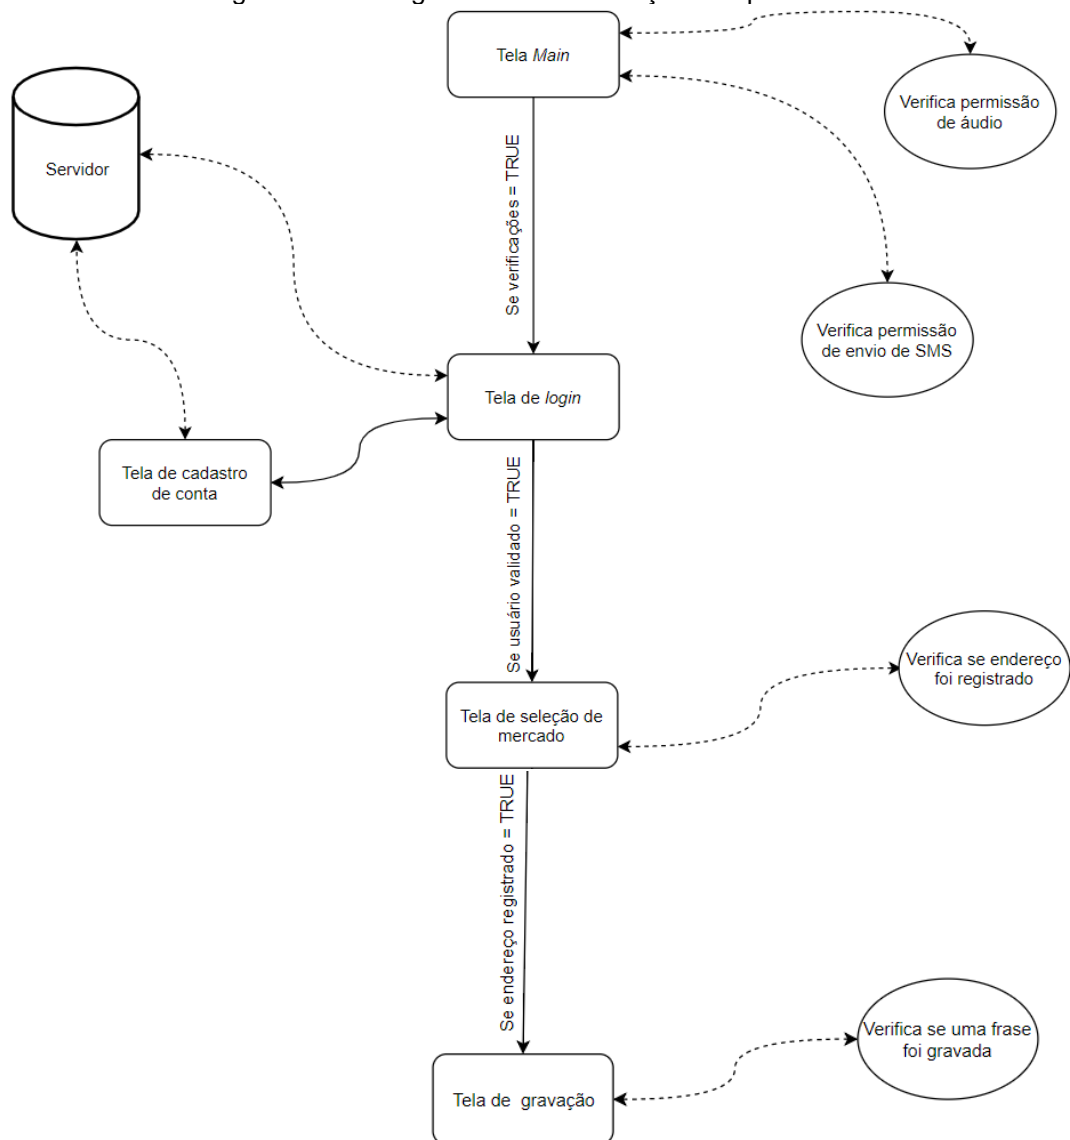 Tela Main
Verifica permissão
de áudio
Servidor
Se verificações = TRUE
Verifica permissão
de envio de SMS
Tela de login
Tela de cadastro
de conta
Se usuário validado = TRUE
Verifica se endereço
foi registrado
Tela de seleção de
mercado
Se endereço registrado = TRUE
Verifica se uma frase
foi gravada
Tela de gravação